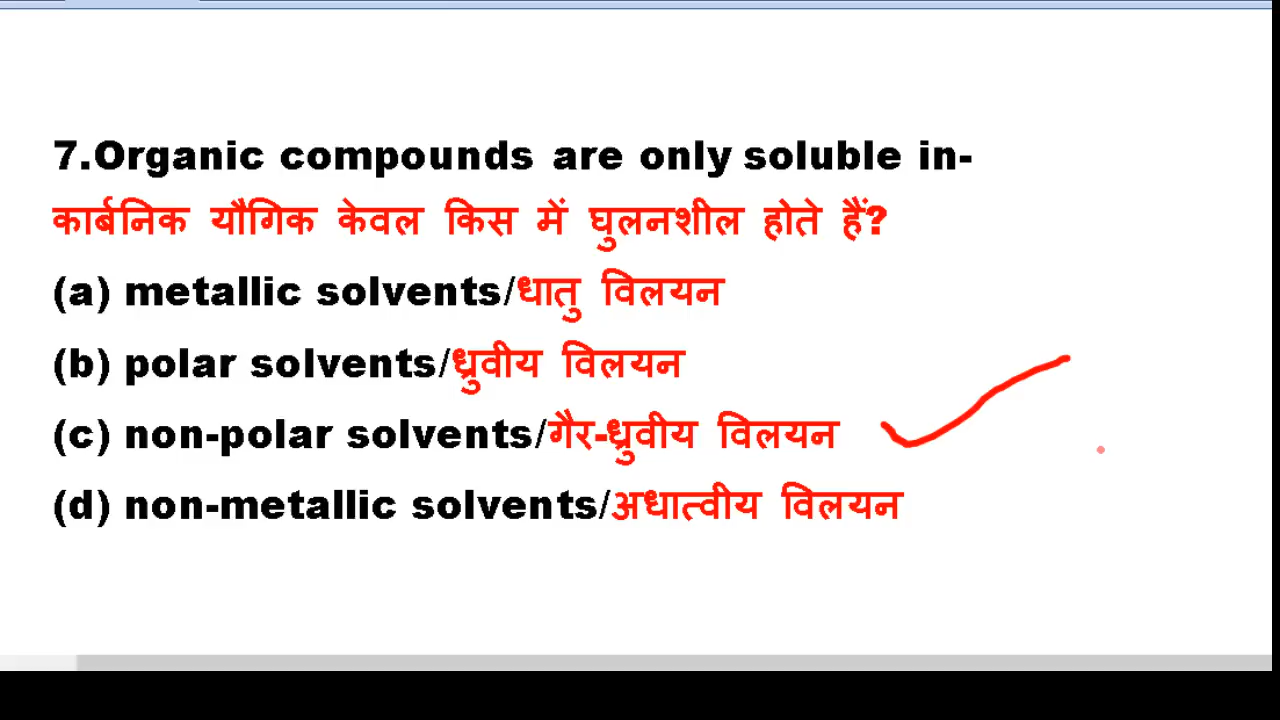 7.Organic compounds are only soluble in-
कार्बनिक यौगिक केवल किस में घुलनशील होते हैं?
(a) metallic solvents/धातु विलयन
(b) polar solvents/ध्रुवीय विलयन
(c) non-polar solvents/गैर-ध्रुवीय विलयन
(d) non-metallic solvents/अधात्वीय विलयन